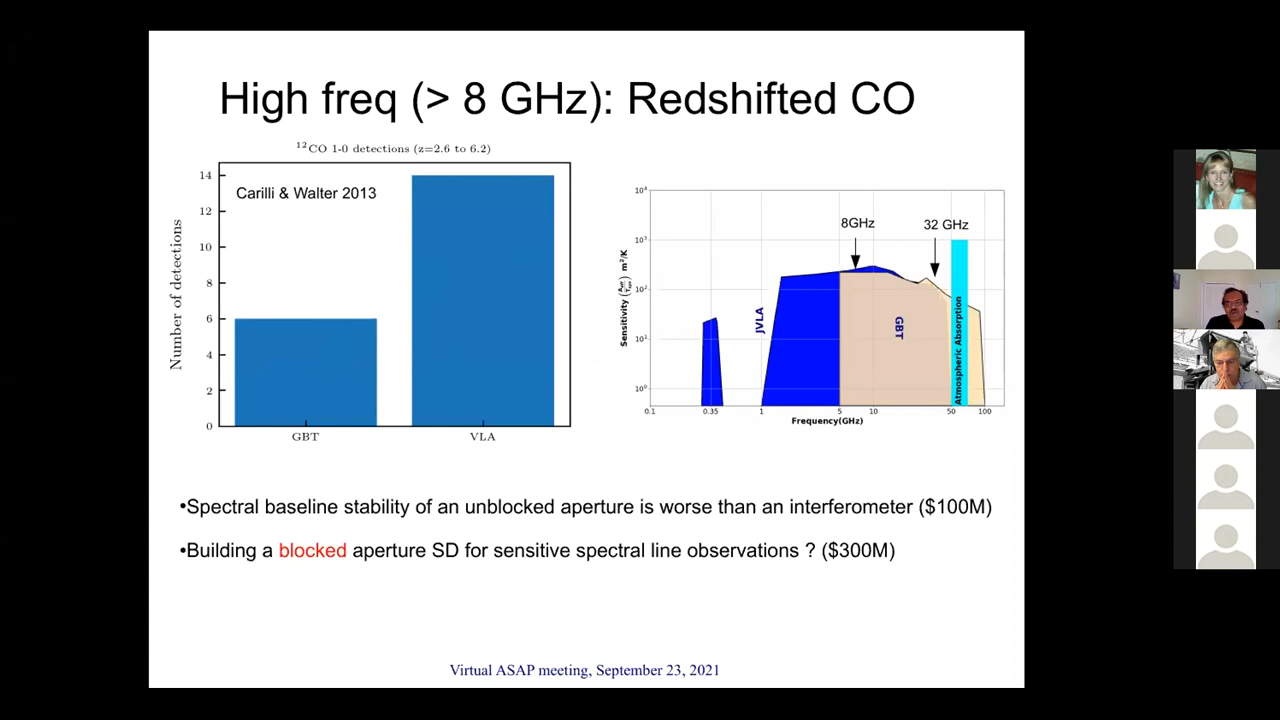 High freq (> 8 GHz): Redshifted CO
¹²CO 1-0 detections (z=2.6 to 6.2)
Carilli & Walter 2013
Number of detections
14
12
10
8
6
4
2
0
GBT
VLA
10⁴
10³
10²
10¹
10⁰
Sensitivity (Aeff/Tsys) m²/K
8GHz
32 GHz
JVLA
GBT
Atmospheric Absorption
0.1
0.35
1
5
10
50
100
Frequency(GHz)
•Spectral baseline stability of an unblocked aperture is worse than an interferometer ($100M)
•Building a blocked aperture SD for sensitive spectral line observations ? ($300M)
Virtual ASAP meeting, September 23, 2021